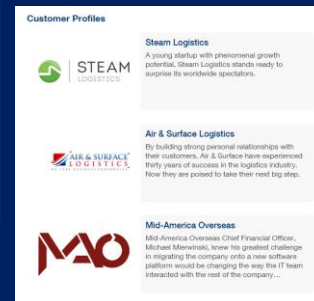 Customer Profiles
STEAM
LOGISTICS
Steam Logistics
A young startup with phenomenal growth
potential, Steam Logistics stands ready to
surprise its worldwide spectators.
AIR & SURFACE
LOGISTICS
WE TAKE BUSINESS PERSONALLY
Air & Surface Logistics
By building strong personal relationships with
their customers, Air & Surface have experienced
thirty years of success in the logistics industry.
Now they are poised to take their next big step.
MAO
Mid-America Overseas
Mid-America Overseas Chief Financial Officer,
Michael Mierwinski, knew his greatest challenge
in migrating the company onto a new software
platform would be changing the way the IT team
interacted with the rest of the company...